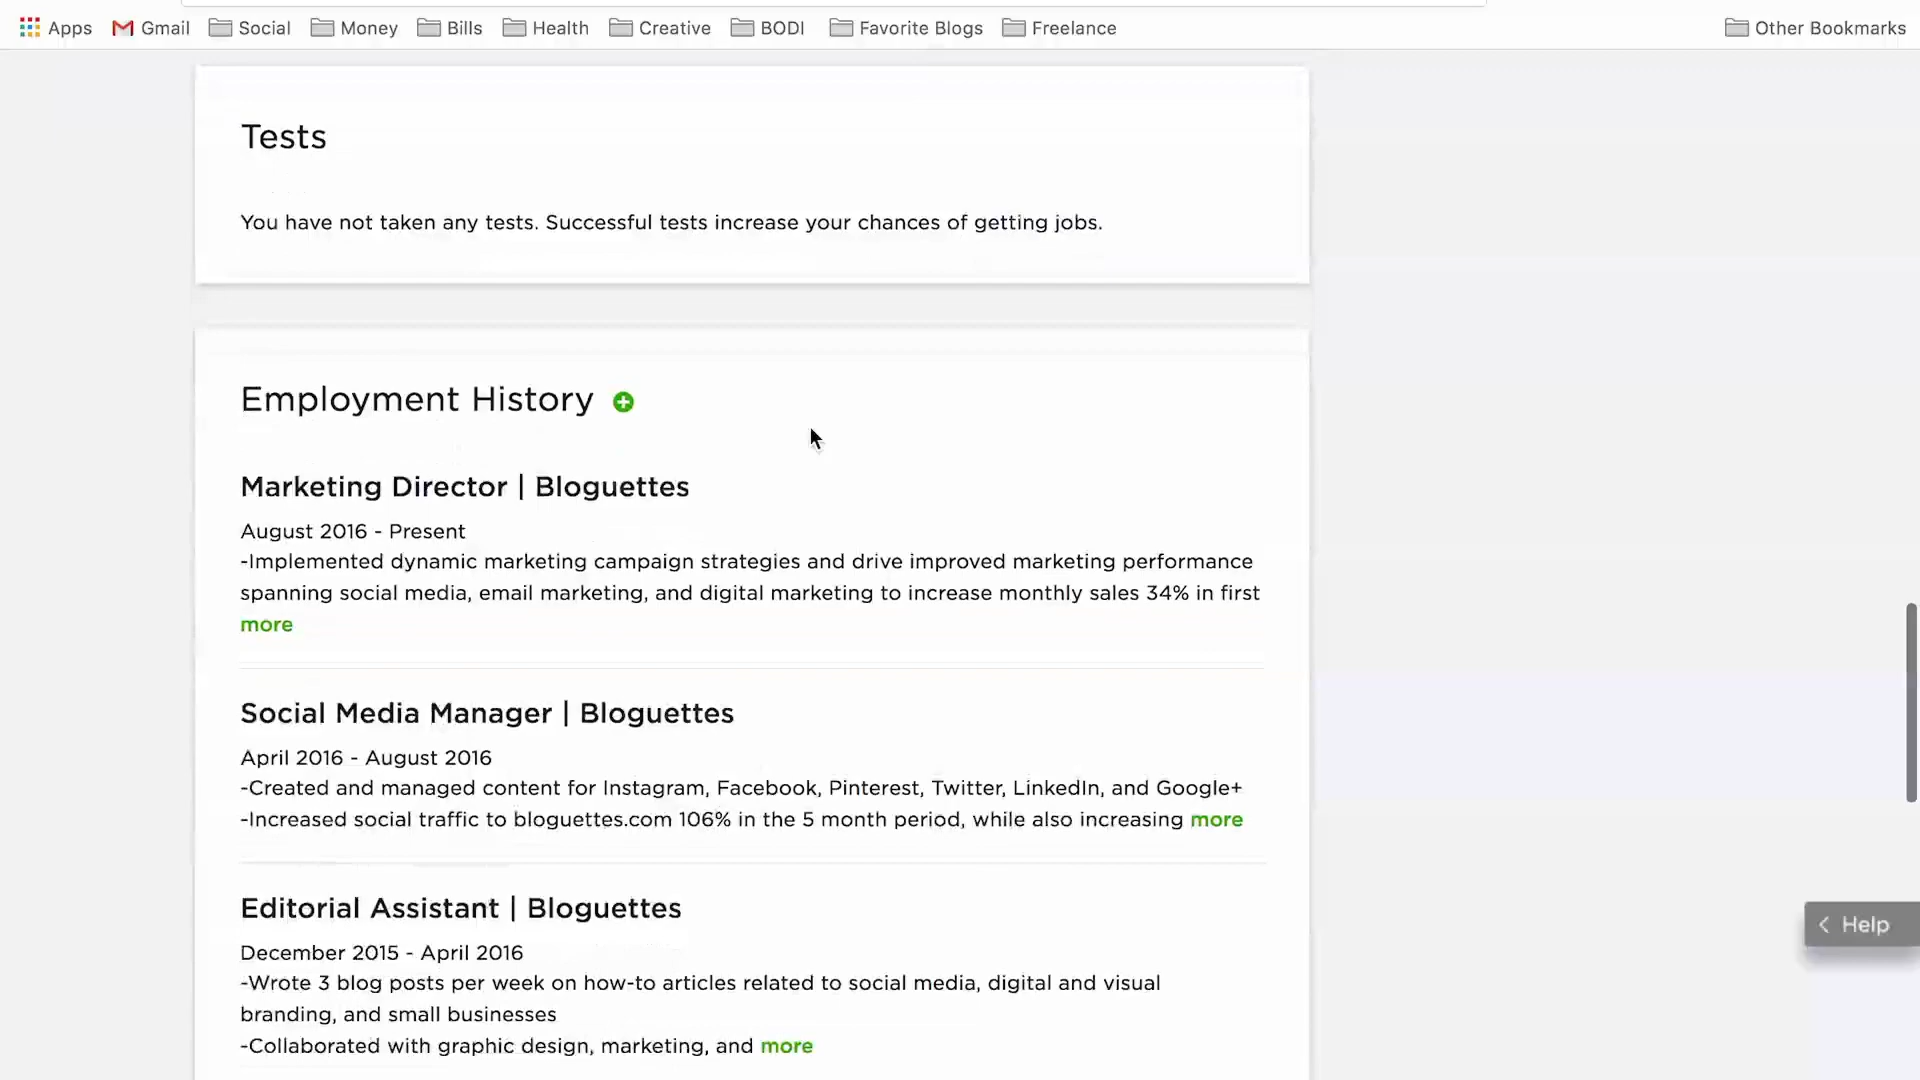 Apps Gmail Social Money Bills Health Creative BODI Favorite Blogs Freelance Other Bookmarks
Tests
You have not taken any tests. Successful tests increase your chances of getting jobs.
Employment History
Marketing Director | Bloguettes
August 2016 - Present
-Implemented dynamic marketing campaign strategies and drive improved marketing performance
spanning social media, email marketing, and digital marketing to increase monthly sales 34% in first
more
Social Media Manager | Bloguettes
April 2016 - August 2016
-Created and managed content for Instagram, Facebook, Pinterest, Twitter, LinkedIn, and Google+
-Increased social traffic to bloguettes.com 106% in the 5 month period, while also increasing more
Editorial Assistant | Bloguettes
Help
December 2015 - April 2016
-Wrote 3 blog posts per week on how-to articles related to social media, digital and visual
branding, and small businesses
-Collaborated with graphic design, marketing, and more